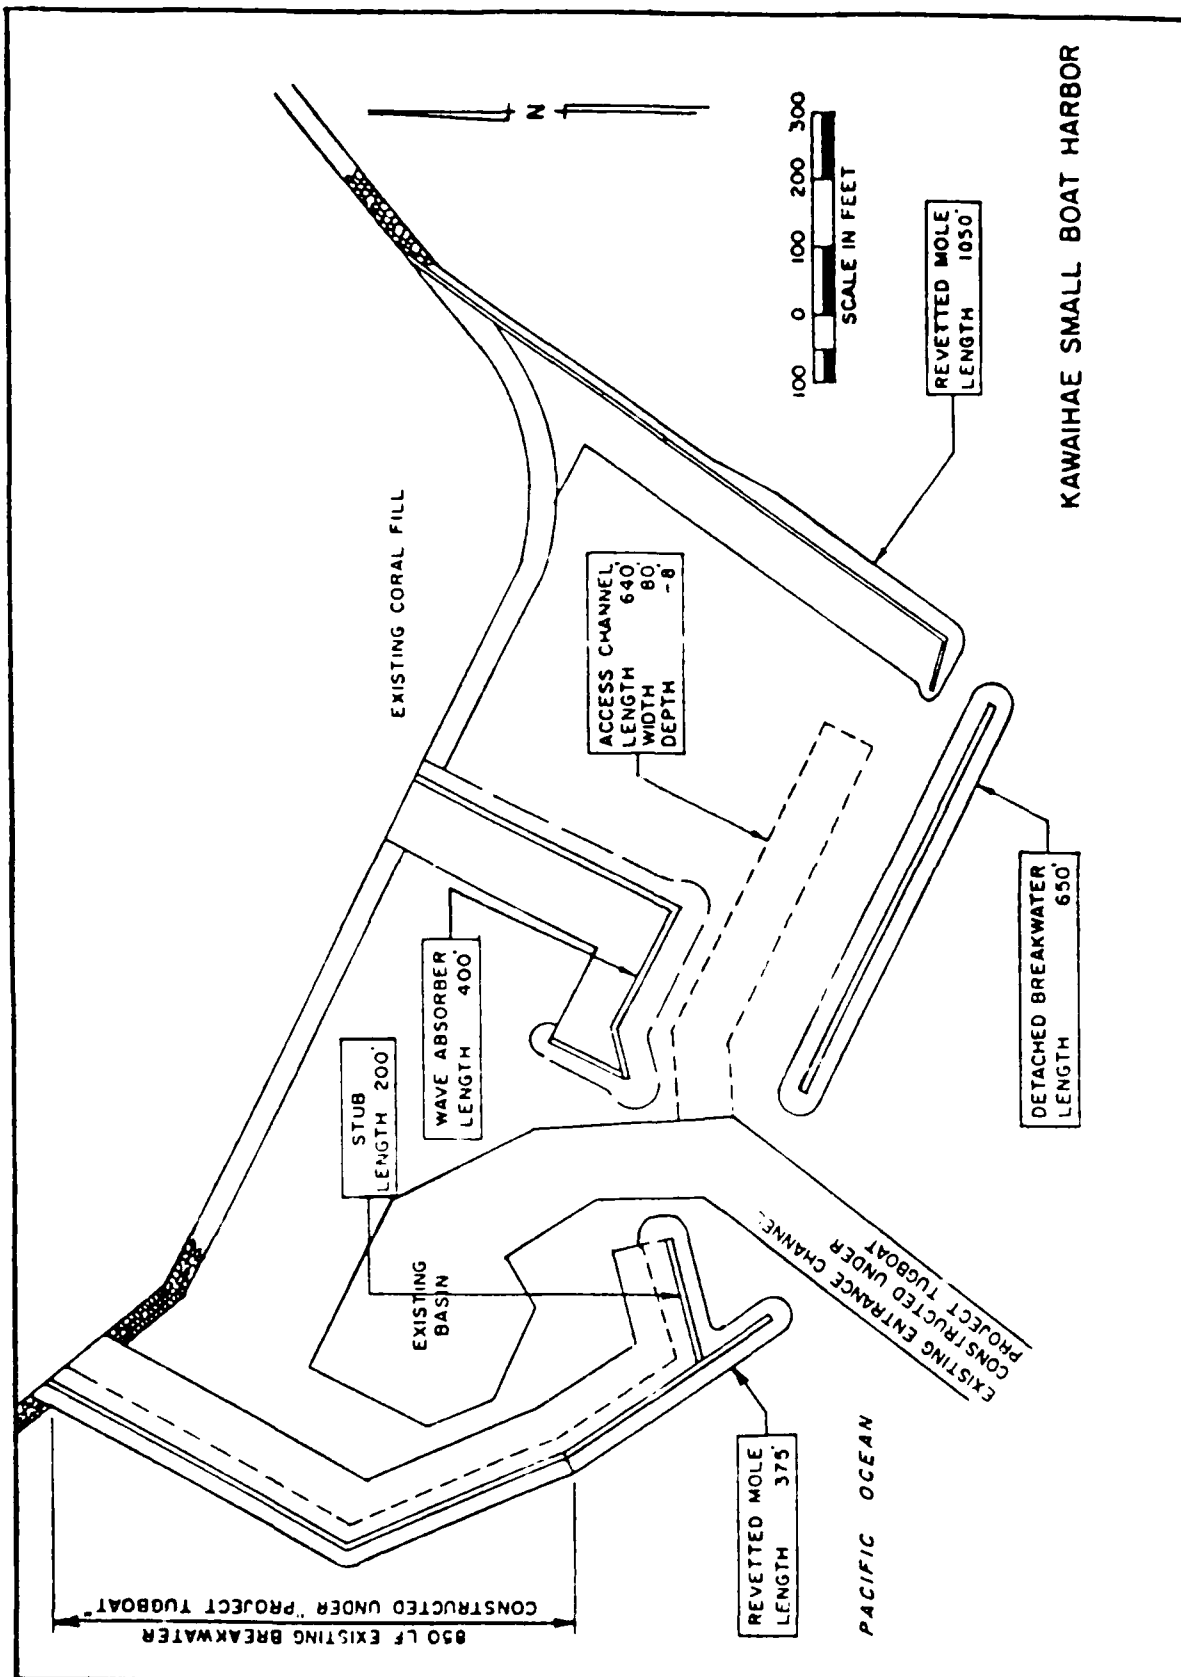 KAWAIHAE SMALL BOAT HARBOR
N
100 0 100 200 300
SCALE IN FEET
EXISTING CORAL FILL
REVETTED MOLE
LENGTH 1050'
ACCESS CHANNEL
LENGTH 640'
WIDTH 80'
DEPTH -8'
WAVE ABSORBER
LENGTH 400'
STUB
LENGTH 200'
EXISTING
BASIN
DETACHED BREAKWATER
LENGTH 650'
EXISTING ENTRANCE CHANNEL
CONSTRUCTED UNDER
PROJECT TUGBOAT
REVETTED MOLE
LENGTH 375'
PACIFIC OCEAN
850 LF EXISTING BREAKWATER
CONSTRUCTED UNDER "PROJECT TUGBOAT"